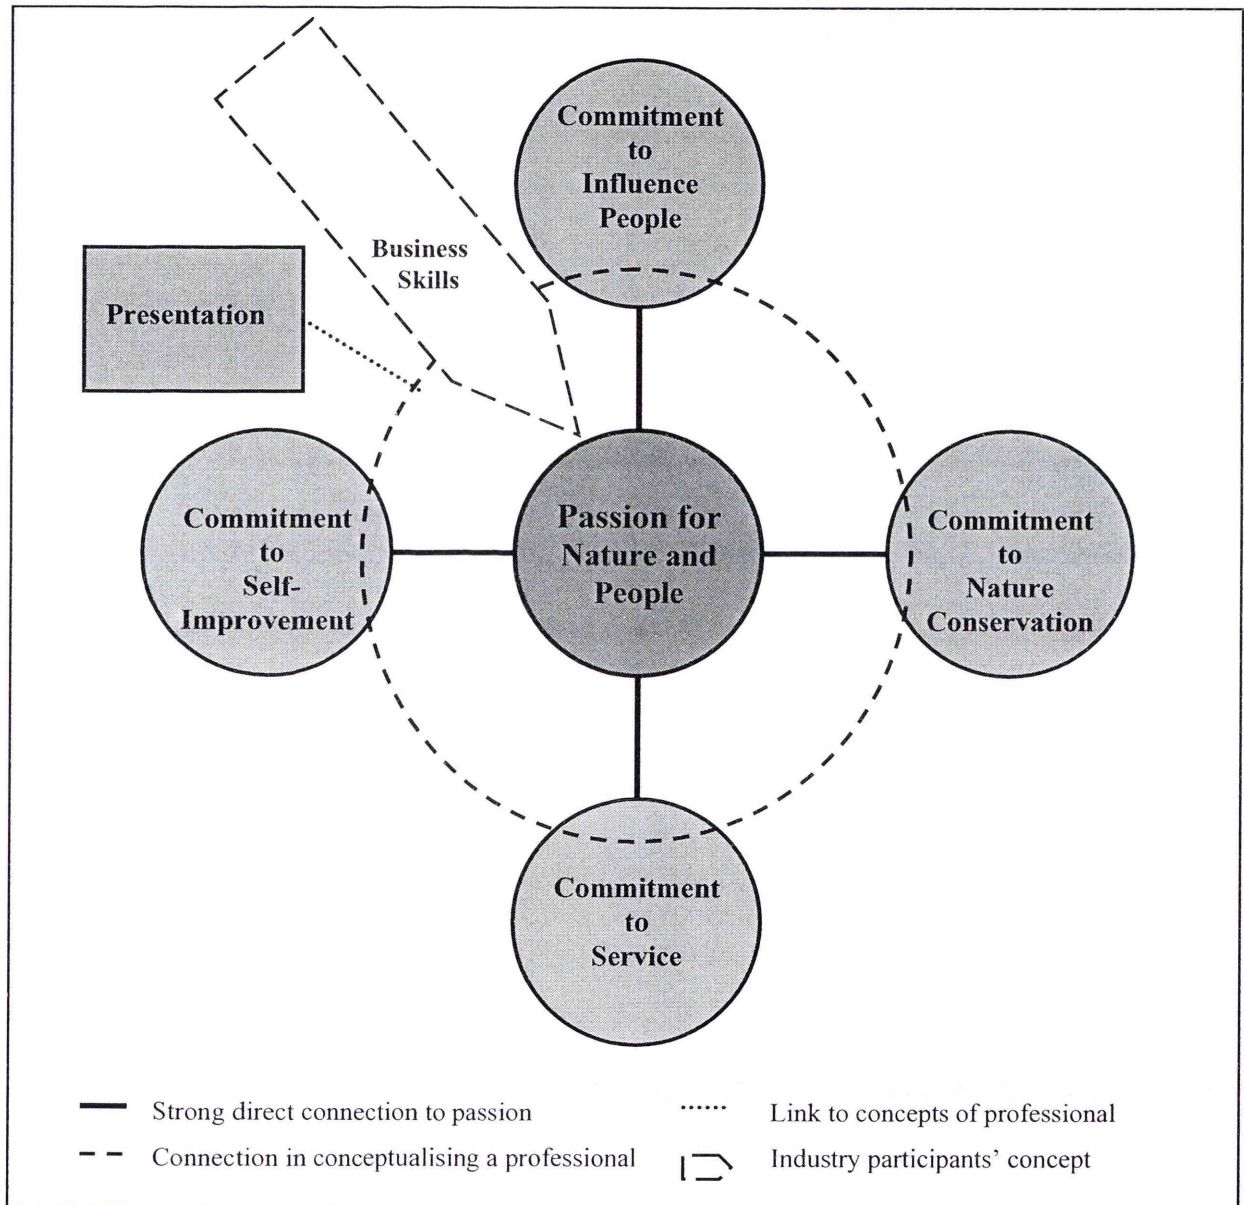 Commitment
to
Influence
People
Business
Skills
Presentation
Commitment
to
Self-
Improvement
Passion for
Nature and
People
Commitment
to
Nature
Conservation
Commitment
to
Service
Strong direct connection to passion
Link to concepts of professional
Connection in conceptualising a professional
Industry participants’ concept